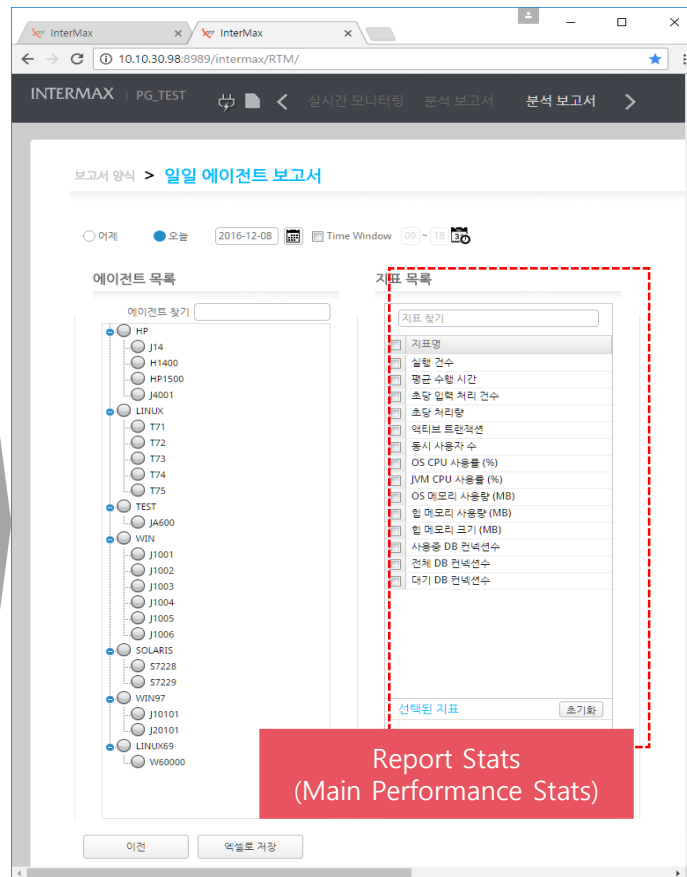 InterMax
InterMax
10.10.30.98:8989/intermax/RTM/
INTERMAX PG_TEST 실시간 모니터링 분석 보고서 분석 보고서
보고서 양식 > 일일 에이전트 보고서
어제 오늘 2016-12-08 Time Window 09 ~ 18
에이전트 목록
에이전트 찾기
HP
J14
H1400
HP1500
J4001
LINUX
T71
T72
T73
T74
T75
TEST
JA600
WIN
J1001
J1002
J1003
J1004
J1005
J1006
SOLARIS
S7228
S7229
WIN97
J10101
J20101
LINUX69
W60000
지표 목록
지표 찾기
지표명
실행 건수
평균 수행 시간
초당 입력 처리 건수
초당 처리량
액티브 트랜잭션
동시 사용자 수
OS CPU 사용률 (%)
JVM CPU 사용률 (%)
OS 메모리 사용량 (MB)
힙 메모리 사용량 (MB)
힙 메모리 크기 (MB)
사용중 DB 컨넥션수
전체 DB 컨넥션수
대기 DB 컨넥션수
선택된 지표 초기화
Report Stats
(Main Performance Stats)
이전 엑셀로 저장